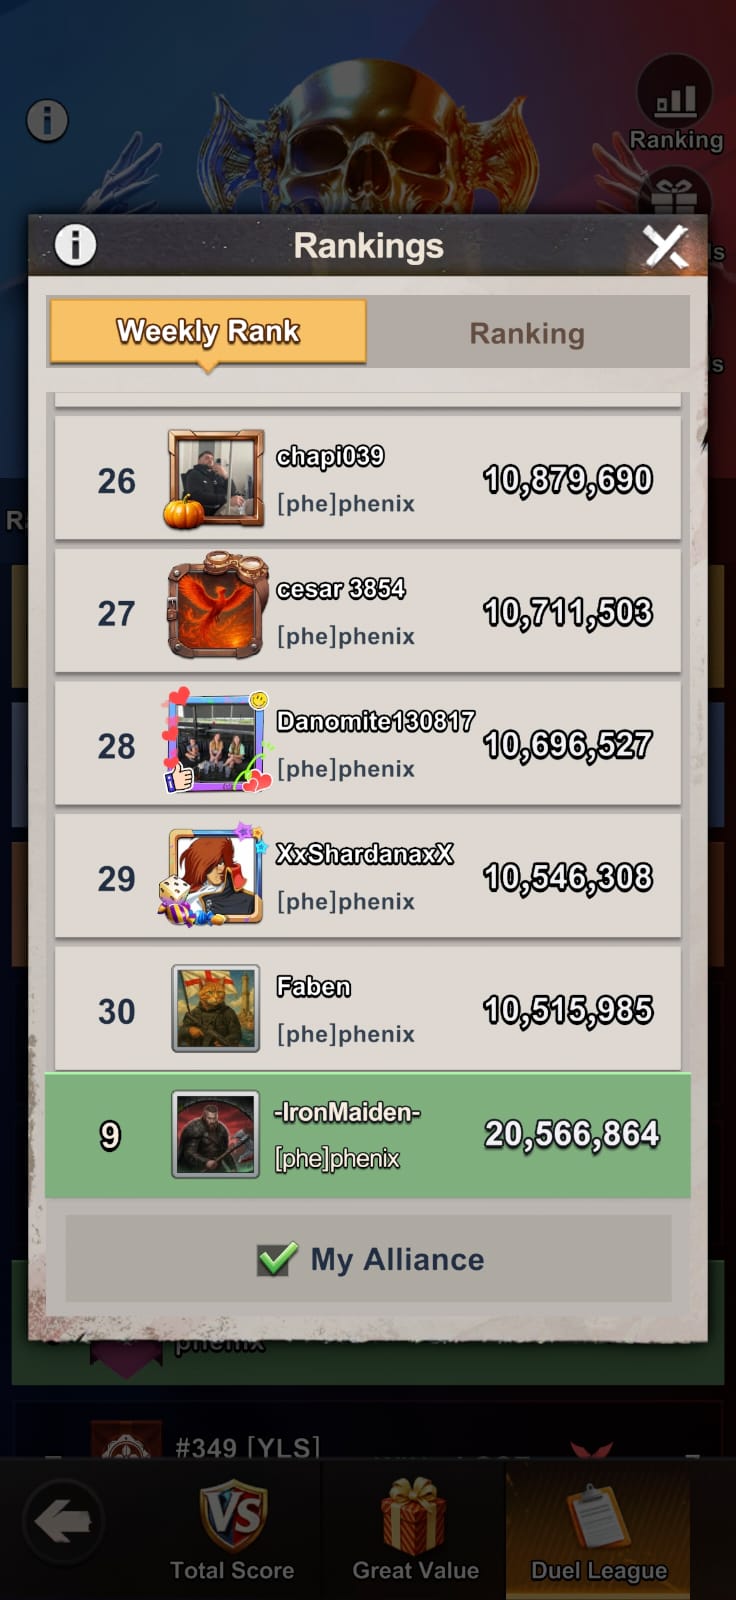 Ranking
Rankings
Weekly Rank
Ranking
26
chapi039
[phe]phenix
10,879,690
27
cesar 3854
[phe]phenix
10,711,503
28
Danomite130817
[phe]phenix
10,696,527
29
XxShardanaxX
[phe]phenix
10,546,308
30
Faben
[phe]phenix
10,515,985
9
-IronMaiden-
[phe]phenix
20,566,864
My Alliance
phenix
#349 [YLS]
VS
Total Score
Great Value
Duel League